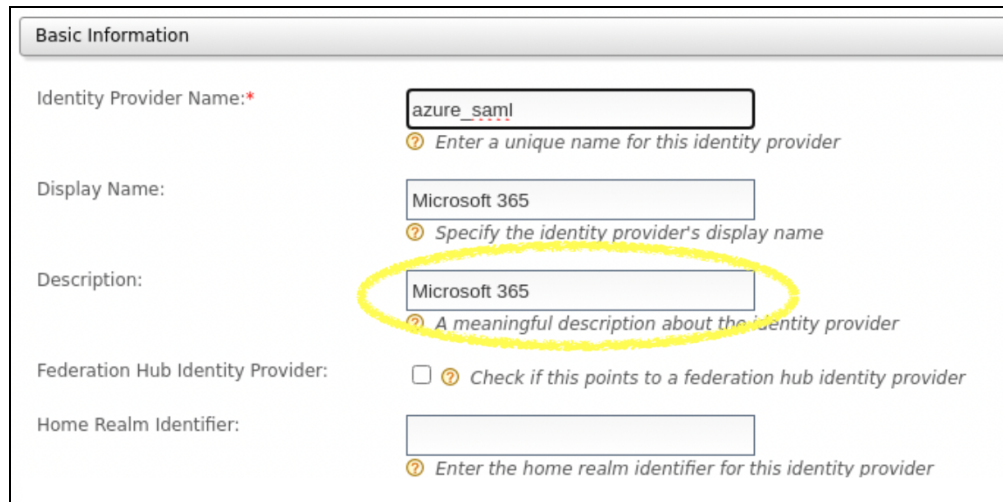 Basic Information
Identity Provider Name:*
azure_saml
Enter a unique name for this identity provider
Display Name:
Microsoft 365
Specify the identity provider's display name
Description:
Microsoft 365
A meaningful description about the identity provider
Federation Hub Identity Provider:
Check if this points to a federation hub identity provider
Home Realm Identifier:
Enter the home realm identifier for this identity provider